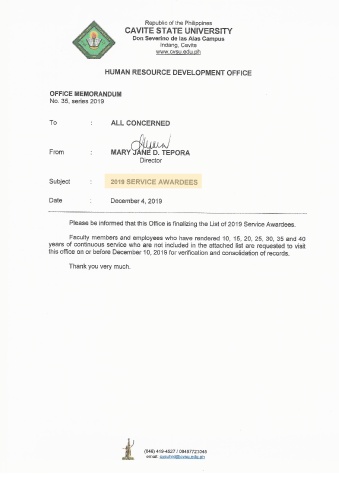 Republic of the Philippines
CAVITE STATE UNIVERSITY
Don Severino de las Alas Campus
Indang, Cavite
www.cvsu.edu.ph
HUMAN RESOURCE DEVELOPMENT OFFICE
OFFICE MEMORANDUM
No. 35, series 2019
To : ALL CONCERNED
From : MARY JANE D. TEPORA
Director
Subject : 2019 SERVICE AWARDEES
Date : December 4, 2019
Please be informed that this Office is finalizing the List of 2019 Service Awardees.
Faculty members and employees who have rendered 10, 15, 20, 25, 30, 35 and 40
years of continuous service who are not included in the attached list are requested to visit
this office on or before December 10, 2019 for verification and consolidation of records.
Thank you very much.
(046) 419-4527 /
email: